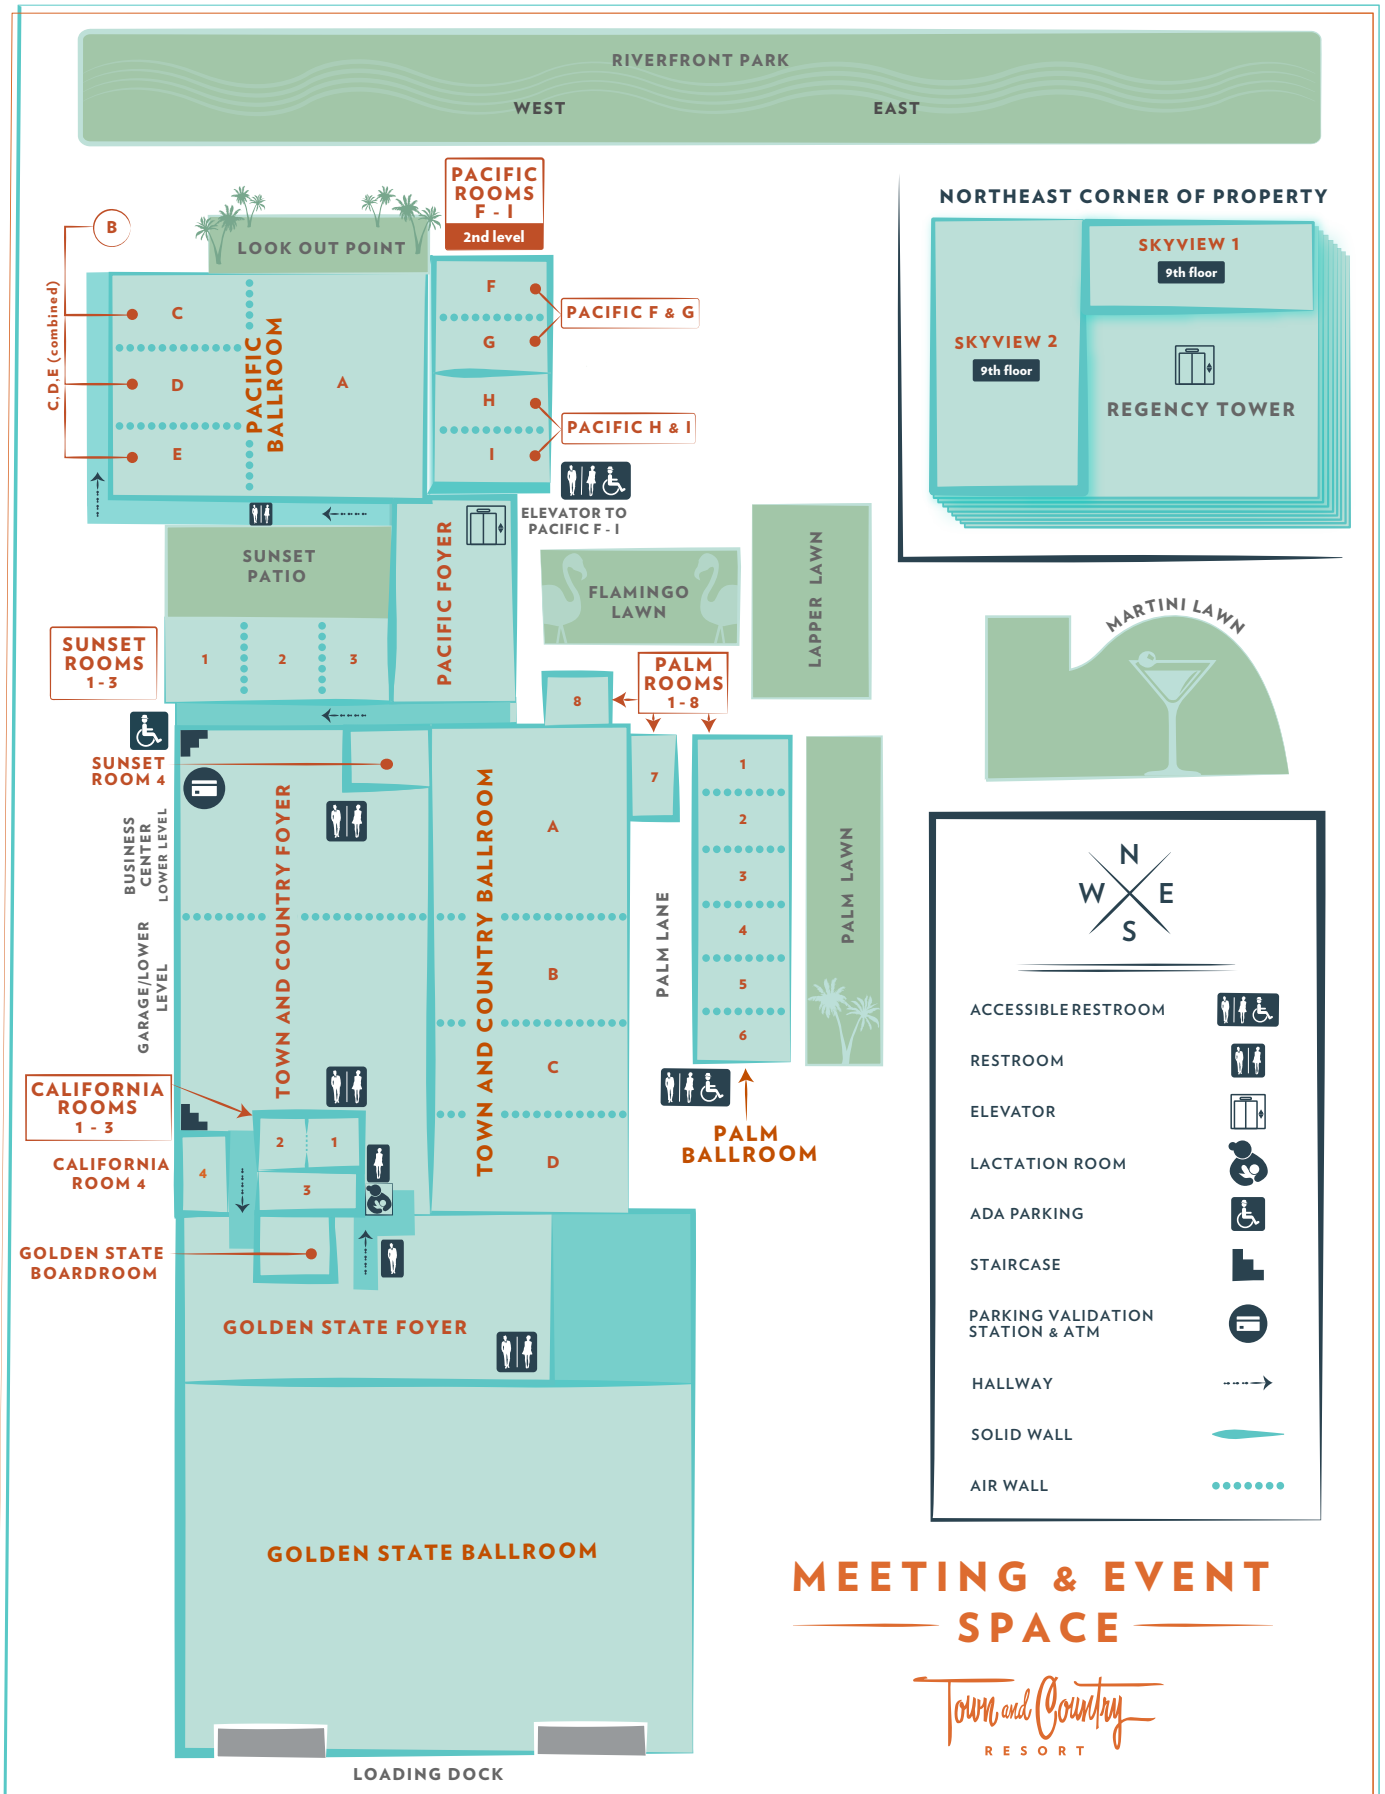 RIVERFRONT PARK
WEST
EAST
PACIFIC
ROOMS
F - I
2nd level
NORTHEAST CORNER OF PROPERTY
SKYVIEW 1
9th floor
SKYVIEW 2
9th floor
REGENCY TOWER
B
C,D,E (combined)
LOOK OUT POINT
C
D
E
PACIFIC
BALLROOM
A
F
G
H
I
PACIFIC F & G
PACIFIC H & I
ELEVATOR TO
PACIFIC F - I
SUNSET
PATIO
PACIFIC FOYER
FLAMINGO
LAWN
LAPPER LAWN
MARTINI LAWN
SUNSET
ROOMS
1-3
1
2
3
PALM
ROOMS
1-8
8
7
SUNSET
ROOM 4
BUSINESS
CENTER
LOWER LEVEL
GARAGE/LOWER
LEVEL
TOWN AND COUNTRY FOYER
TOWN AND COUNTRY BALLROOM
A
B
C
D
PALM LANE
1
2
3
4
5
6
PALM LAWN
PALM
BALLROOM
CALIFORNIA
ROOMS
1 - 3
2
1
3
CALIFORNIA
ROOM 4
4
GOLDEN STATE
BOARDROOM
GOLDEN STATE FOYER
GOLDEN STATE BALLROOM
LOADING DOCK
N
W
E
S
ACCESSIBLE RESTROOM
RESTROOM
ELEVATOR
LACTATION ROOM
ADA PARKING
STAIRCASE
PARKING VALIDATION
STATION & ATM
HALLWAY
SOLID WALL
AIR WALL
MEETING & EVENT
SPACE
Town and Country
RESORT